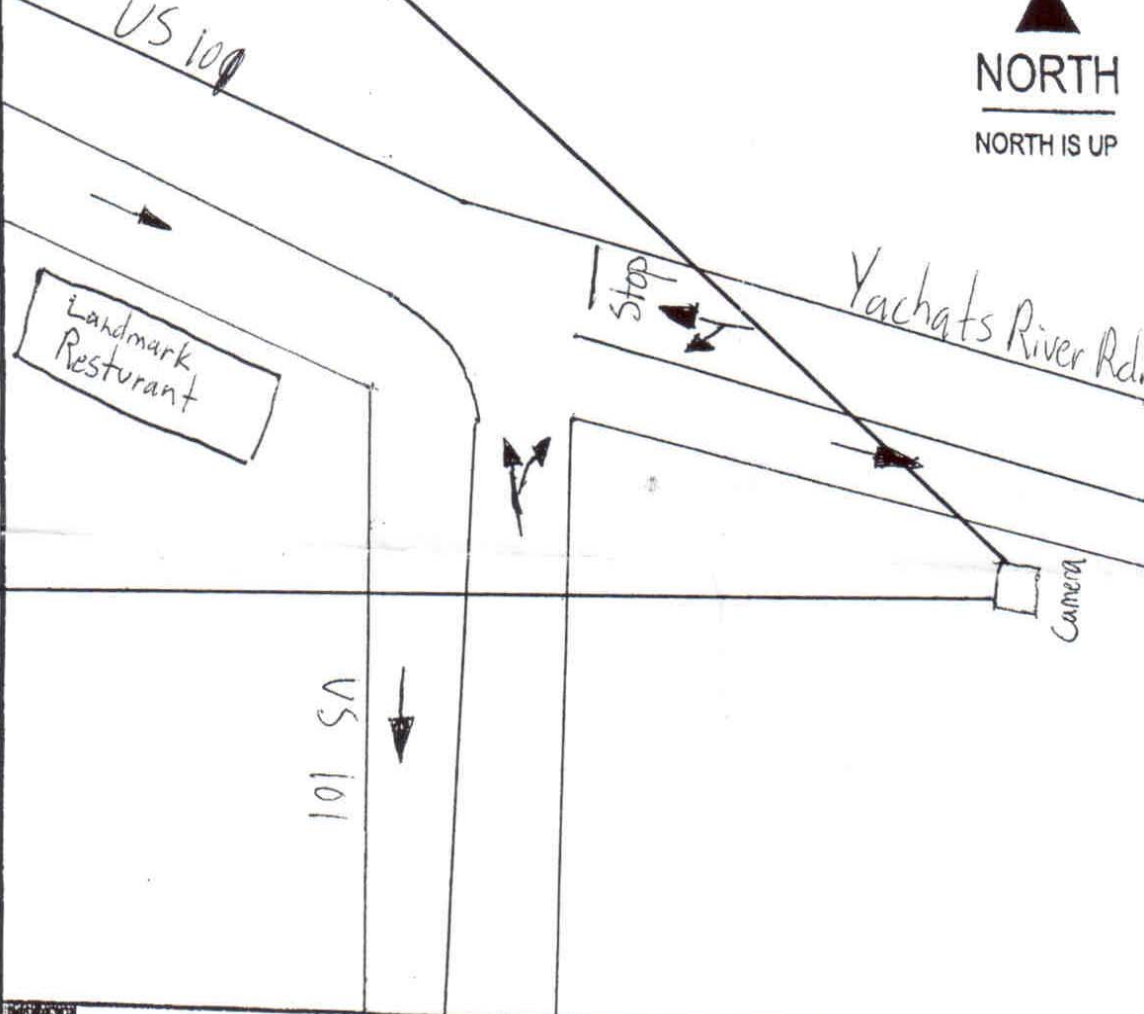 US 101
NORTH
NORTH IS UP
Stop
Yachats River Rd.
Landmark
Resturant
Camera
US 101